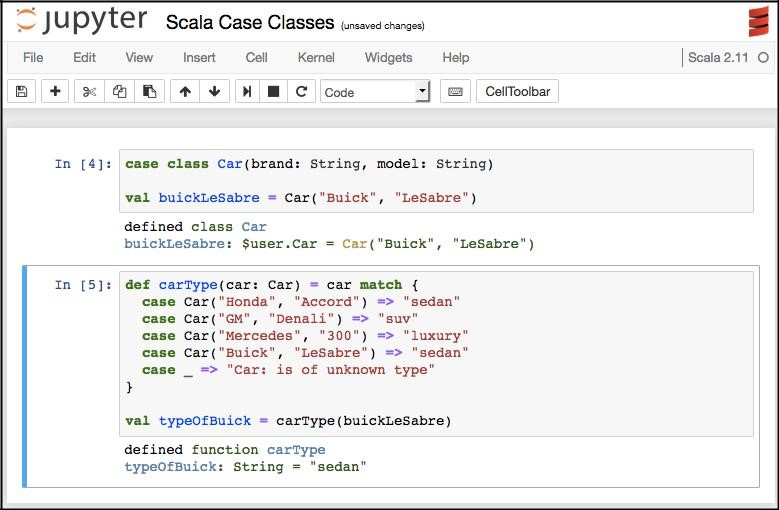 jupyter Scala Case Classes (unsaved changes)
File Edit View Insert Cell Kernel Widgets Help Scala 2.11
Code CellToolbar
In [4]: case class Car(brand: String, model: String)
val buickLeSabre = Car("Buick", "LeSabre")
defined class Car
buickLeSabre: $user.Car = Car("Buick", "LeSabre")
In [5]: def carType(car: Car) = car match {
case Car("Honda", "Accord") => "sedan"
case Car("GM", "Denali") => "suv"
case Car("Mercedes", "300") => "luxury"
case Car("Buick", "LeSabre") => "sedan"
case _ => "Car: is of unknown type"
}
val typeOfBuick = carType(buickLeSabre)
defined function carType
typeOfBuick: String = "sedan"